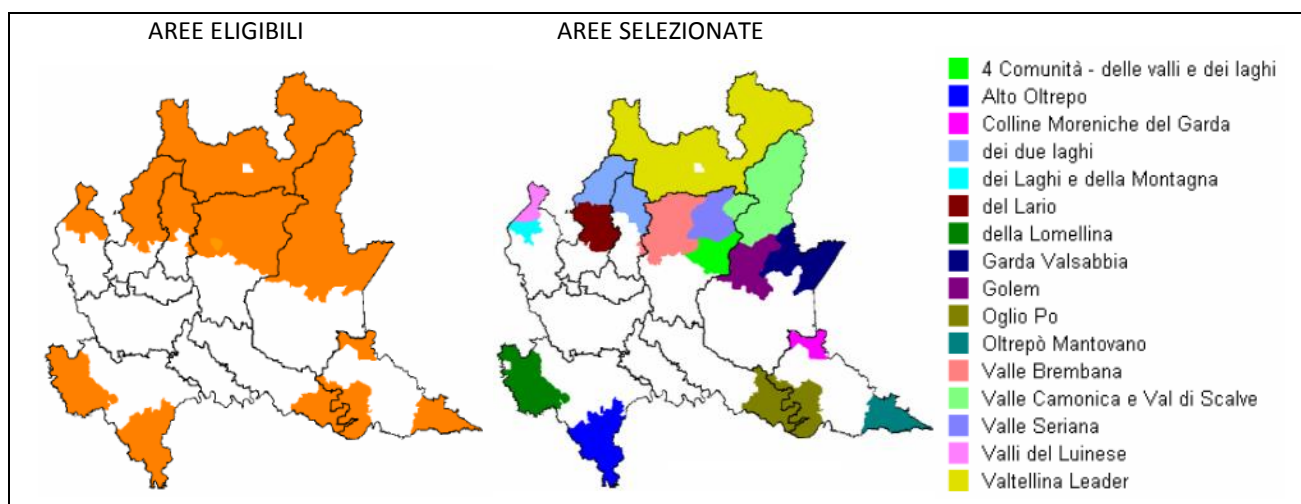 AREE ELIGIBILI
AREE SELEZIONATE
4 Comunità - delle valli e dei laghi
Alto Oltrepo
Colline Moreniche del Garda
dei due laghi
dei Laghi e della Montagna
del Lario
della Lomellina
Garda Valsabbia
Golem
Oglio Po
Oltrepò Mantovano
Valle Brembana
Valle Camonica e Val di Scalve
Valle Seriana
Valli del Luinese
Valtellina Leader